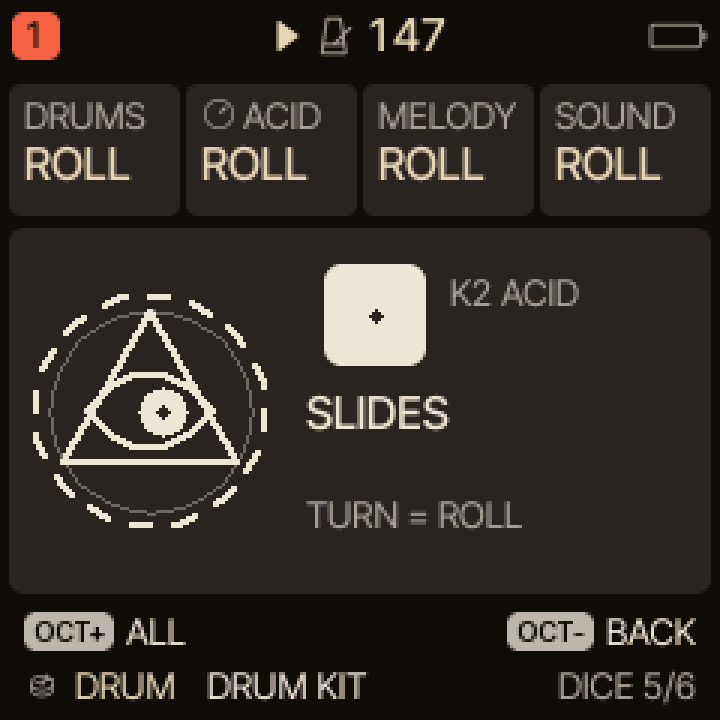 1 147
DRUMS ACID MELODY SOUND
ROLL ROLL ROLL ROLL
K2 ACID
SLIDES
TURN = ROLL
OCT+ ALL OCT- BACK
DRUM DRUM KIT DICE 5/6